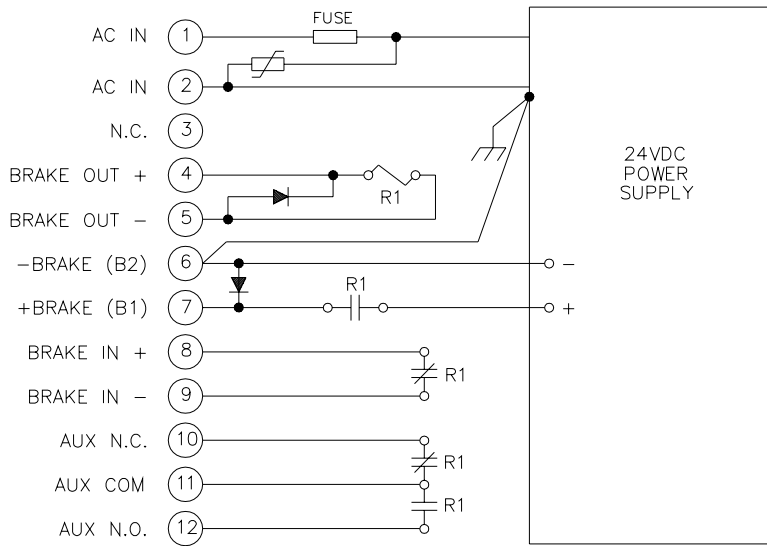 FUSE
AC IN 1
AC IN 2
N.C. 3
24VDC
POWER
SUPPLY
BRAKE OUT + 4
R1
BRAKE OUT - 5
-BRAKE (B2) 6 -
+BRAKE (B1) 7 R1 +
BRAKE IN + 8
R1
BRAKE IN - 9
AUX N.C. 10
R1
AUX COM 11
R1
AUX N.O. 12